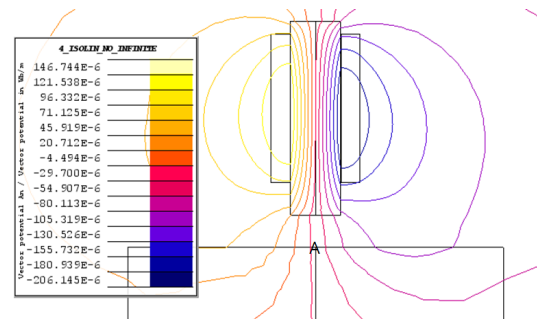 4_ISOLIN_NO_INFINITE
Vector potential An / Vector potential in Wb/m
146.744E-6
121.538E-6
96.332E-6
71.125E-6
45.919E-6
20.712E-6
-4.494E-6
-29.700E-6
-54.907E-6
-80.113E-6
-105.319E-6
-130.526E-6
-155.732E-6
-180.939E-6
-206.145E-6
A